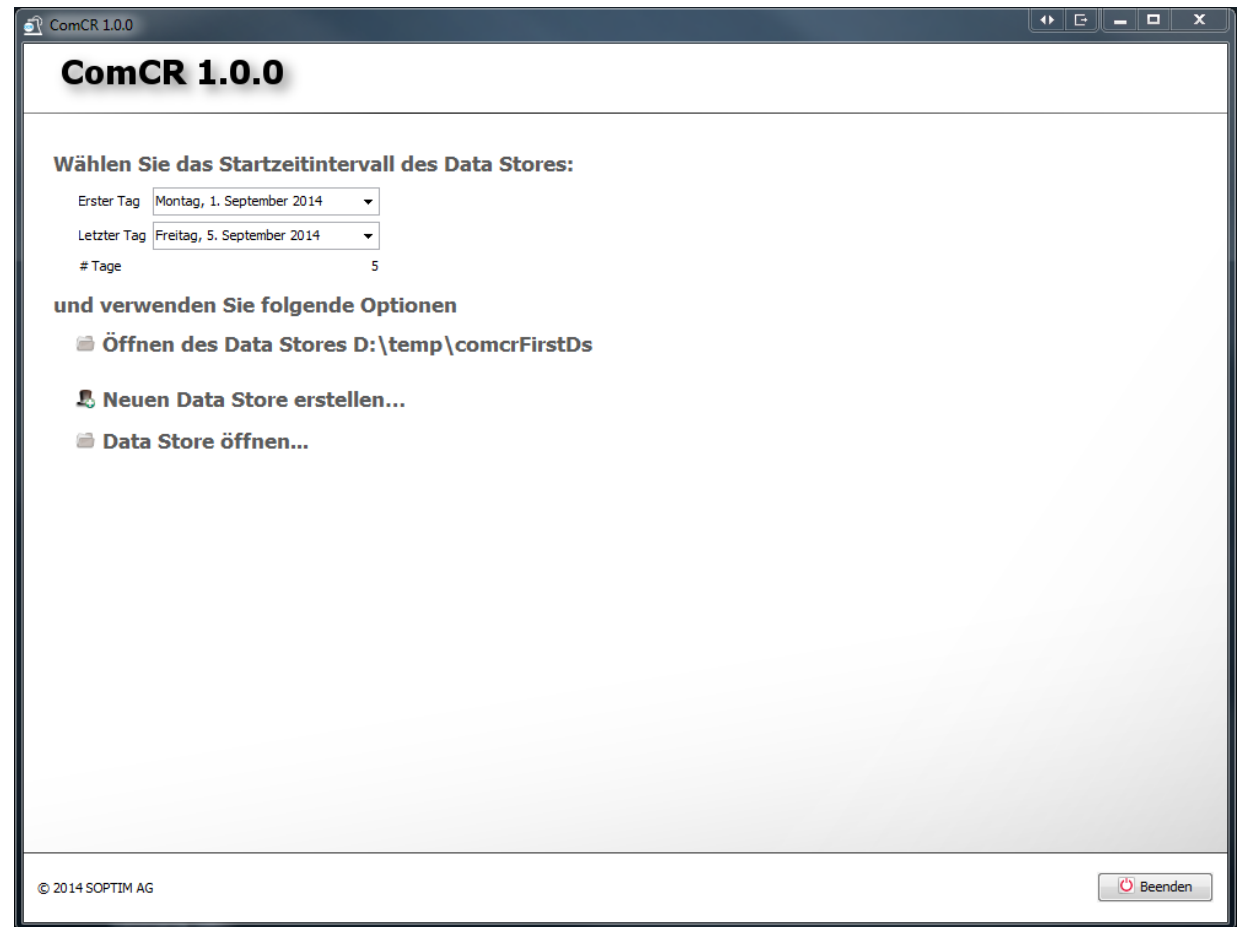 ComCR 1.0.0
X
ComCR 1.0.0
Wählen Sie das Startzeitintervall des Data Stores:
Erster Tag Montag, 1. September 2014
Letzter Tag Freitag, 5. September 2014
# Tage 5
und verwenden Sie folgende Optionen
Öffnen des Data Stores D:\temp\comcrFirstDs
Neuen Data Store erstellen...
Data Store öffnen...
© 2014 SOPTIM AG
Beenden